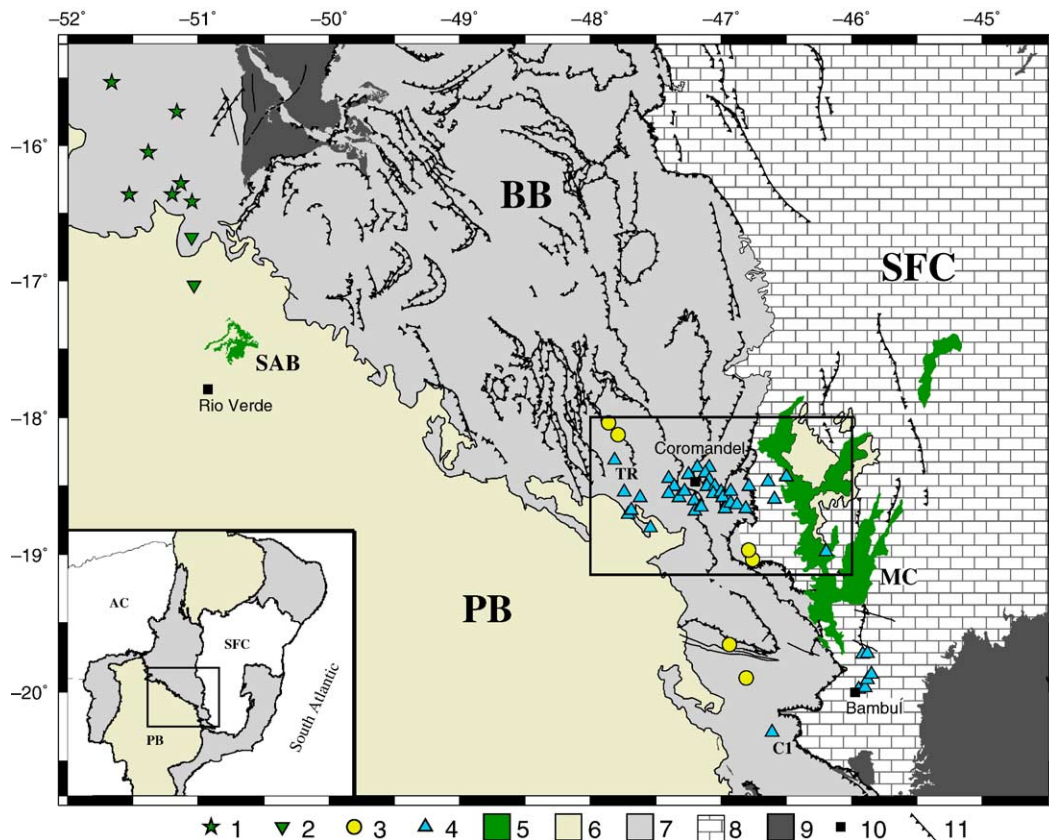 −52 −51 −50 −49 −48 −47 −46 −45
−16
−17
−18
−19
−20
BB
SFC
SAB
Rio Verde
Coromandel
TR
PB
MC
Bambuí
C1
AC
SFC
PB
South Atlantic
1 2 3 4 5 6 7 8 9 10 11